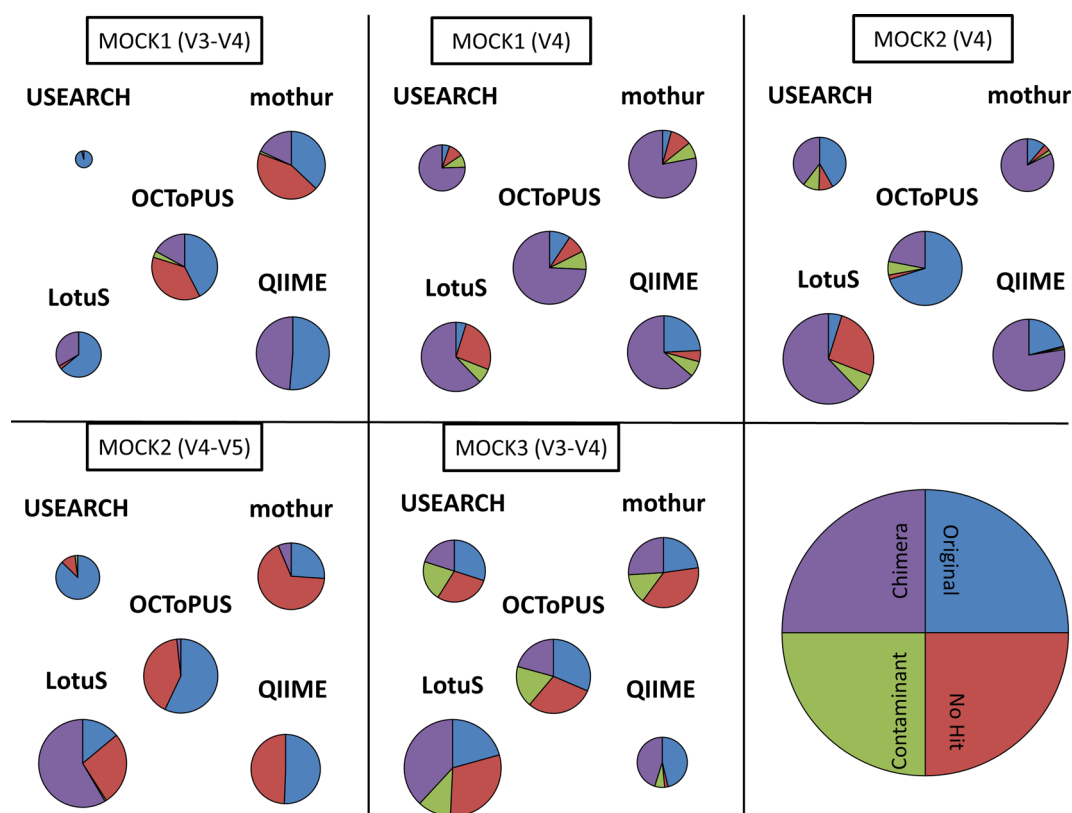 MOCK1 (V3-V4)
USEARCH
mothur
OCToPUS
LotuS
QIIME
MOCK1 (V4)
USEARCH
mothur
OCToPUS
LotuS
QIIME
MOCK2 (V4)
USEARCH
mothur
OCToPUS
LotuS
QIIME
MOCK2 (V4-V5)
USEARCH
mothur
OCToPUS
LotuS
QIIME
MOCK3 (V3-V4)
USEARCH
mothur
OCToPUS
LotuS
QIIME
Chimera
Original
Contaminant
No Hit